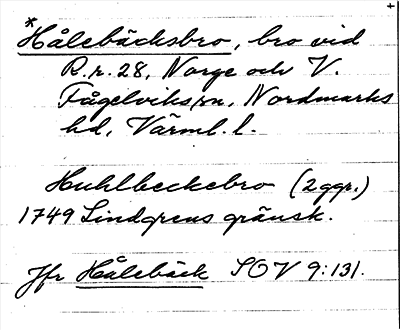 *Hålebäcksbro, bro vid
R.r. 28, Norge och V.
Fågelviks sn, Nordmarks
hd, Värml. l.
Huhlbeckebro (2 ggr.)
1749 Lindgrens gränsk.
Jfr Hålebäck SOV 9:131.